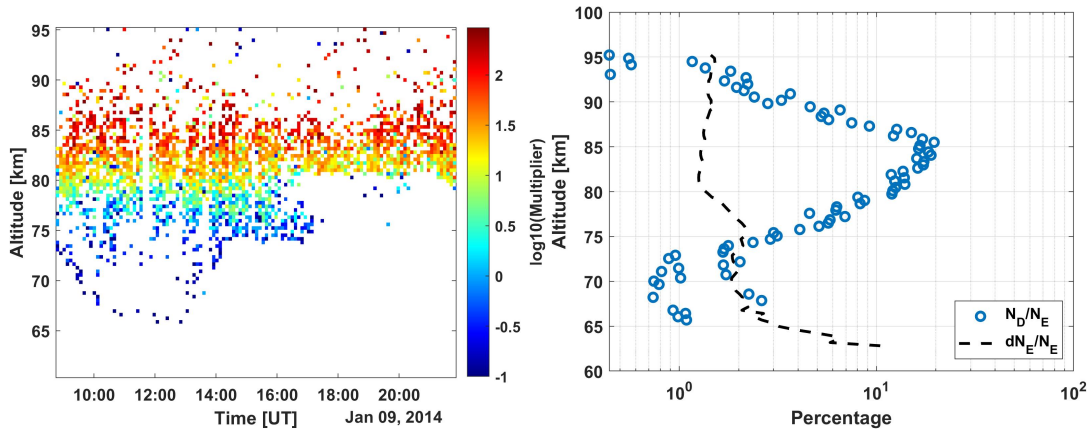 95
90
85
80
75
70
65
Altitude [km]
10:00 12:00 14:00 16:00 18:00 20:00
Time [UT] Jan 09, 2014
2
1.5
1
0.5
0
-0.5
-1
log10(Multiplier)
100
95
90
85
80
75
70
65
60
Altitude [km]
N_D/N_E
dN_E/N_E
10^0 10^1 10^2
Percentage